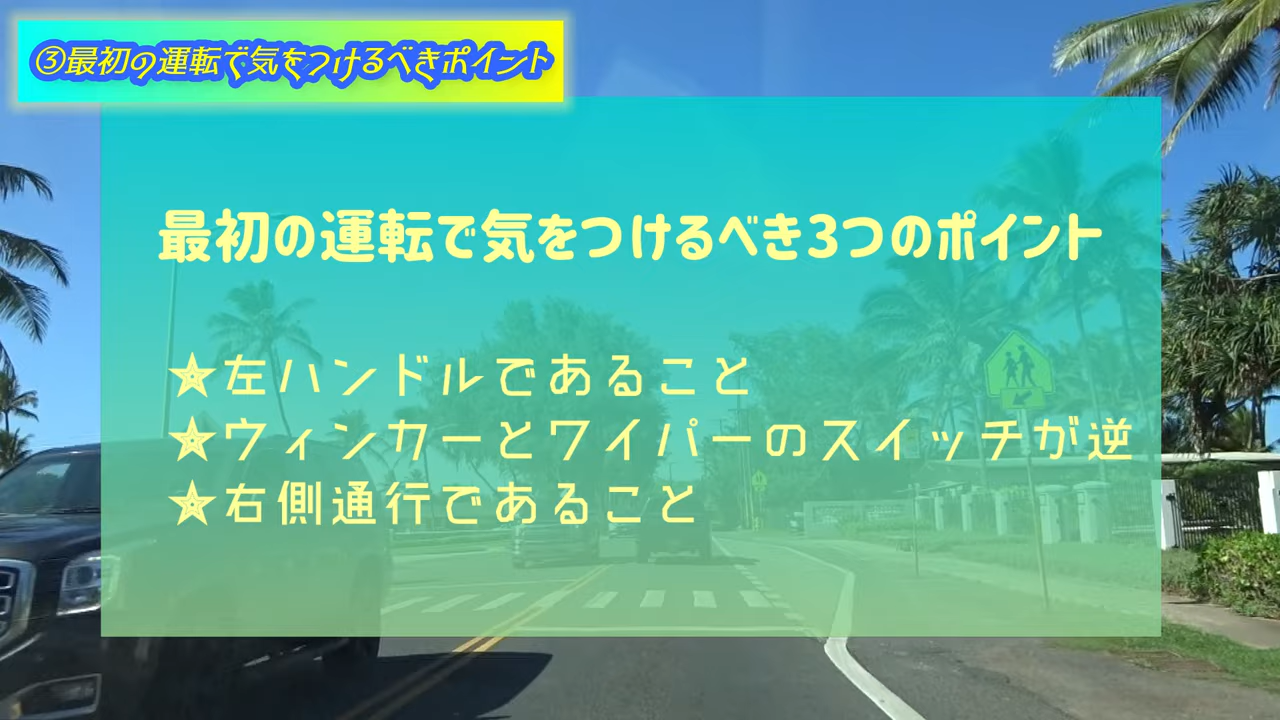 ③最初の運転で気をつけるべきポイント
最初の運転で気をつけるべき3つのポイント
★左ハンドルであること
★ウィンカーとワイパーのスイッチが逆
★右側通行であること